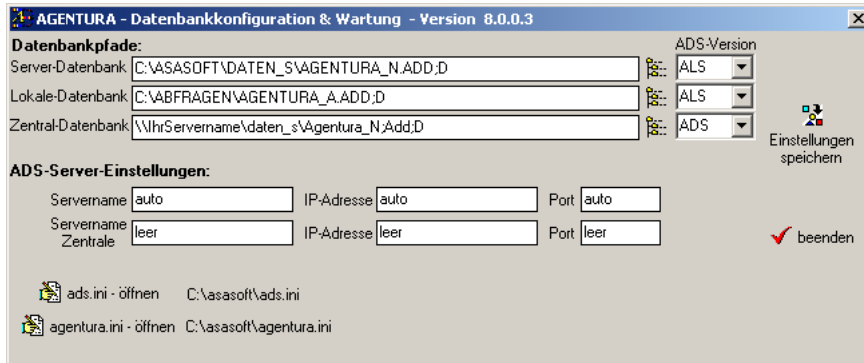 AGENTURA - Datenbankkonfiguration & Wartung - Version 8.0.0.3
Datenbankpfade:
ADS-Version
Server-Datenbank C:\ASASOFT\DATEN_S\AGENTURA_N.ADD;D ALS
Lokale-Datenbank C:\ABFRAGEN\AGENTURA_A.ADD;D ALS
Zentral-Datenbank \\IhrServername\daten_s\Agentura_N;Add;D ADS
Einstellungen
speichern
ADS-Server-Einstellungen:
Servername auto IP-Adresse auto Port auto
Servername
Zentrale leer IP-Adresse leer Port leer
beenden
ads.ini - öffnen C:\asasoft\ads.ini
agentura.ini - öffnen C:\asasoft\agentura.ini